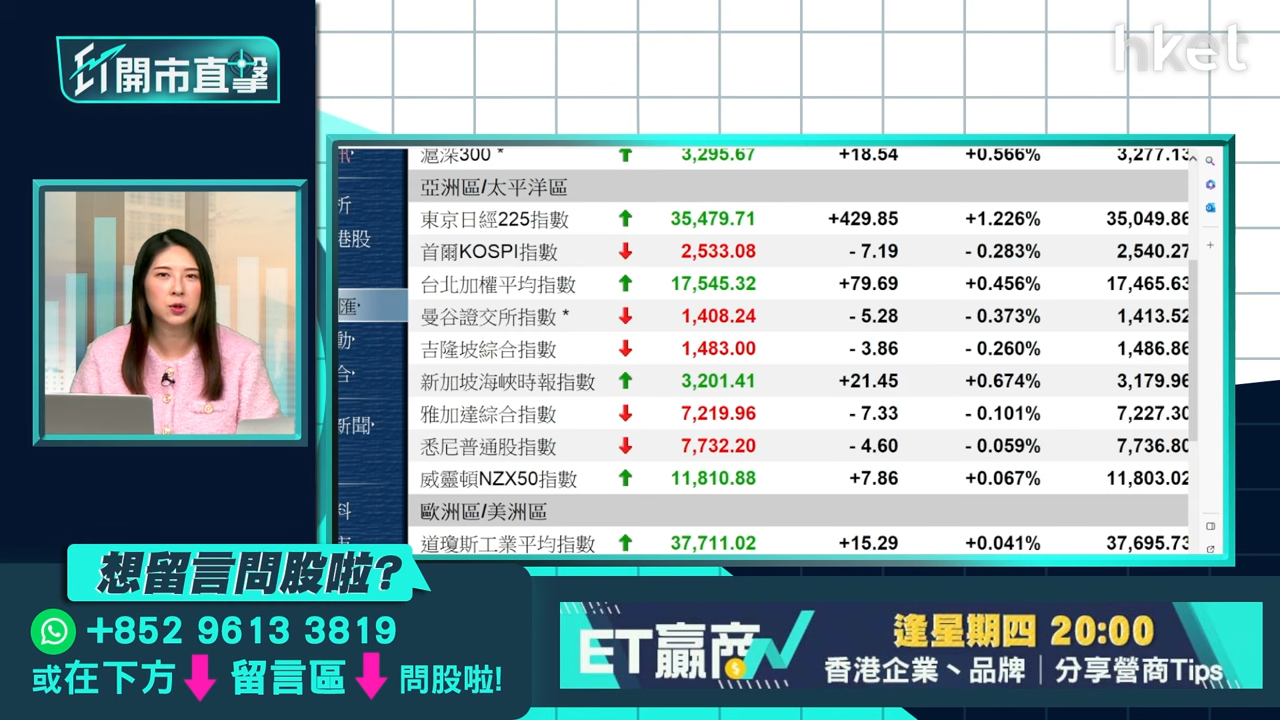 ET開市直擊
hket
滬深300 * 3,295.67 +18.54 +0.566% 3,277.13
亞洲區/太平洋區
東京日經225指數 35,479.71 +429.85 +1.226% 35,049.86
首爾KOSPI指數 2,533.08 - 7.19 - 0.283% 2,540.27
台北加權平均指數 17,545.32 +79.69 +0.456% 17,465.63
曼谷證交所指數 * 1,408.24 - 5.28 - 0.373% 1,413.52
吉隆坡綜合指數 1,483.00 - 3.86 - 0.260% 1,486.86
新加坡海峽時報指數 3,201.41 +21.45 +0.674% 3,179.96
雅加達綜合指數 7,219.96 - 7.33 - 0.101% 7,227.30
悉尼普通股指數 7,732.20 - 4.60 - 0.059% 7,736.80
威靈頓NZX50指數 11,810.88 +7.86 +0.067% 11,803.02
歐洲區/美洲區
道瓊斯工業平均指數 37,711.02 +15.29 +0.041% 37,695.73
港股
匯
動
合
新聞
料
想留言問股啦?
+852 9613 3819
或在下方 留言區 問股啦!
ET贏商
逢星期四 20:00
香港企業、品牌｜分享營商Tips